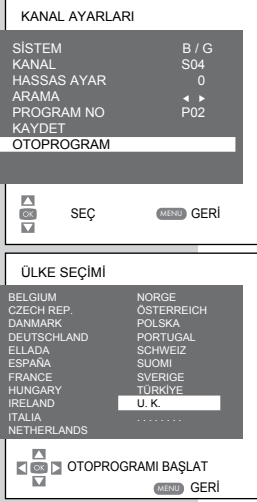 KANAL AYARLARI
SİSTEM B / G
KANAL S04
HASSAS AYAR 0
ARAMA
PROGRAM NO P02
KAYDET
OTOPROGRAM
OK SEÇ MENU GERİ
ÜLKE SEÇİMİ
BELGIUM NORGE
CZECH REP. ÖSTERREICH
DANMARK POLSKA
DEUTSCHLAND PORTUGAL
ELLADA SCHWEIZ
ESPAÑA SUOMI
FRANCE SVERIGE
HUNGARY TÜRKİYE
IRELAND U. K.
ITALIA . . . . . . . .
NETHERLANDS
OK OTOPROGRAMI BAŞLAT
MENU GERİ